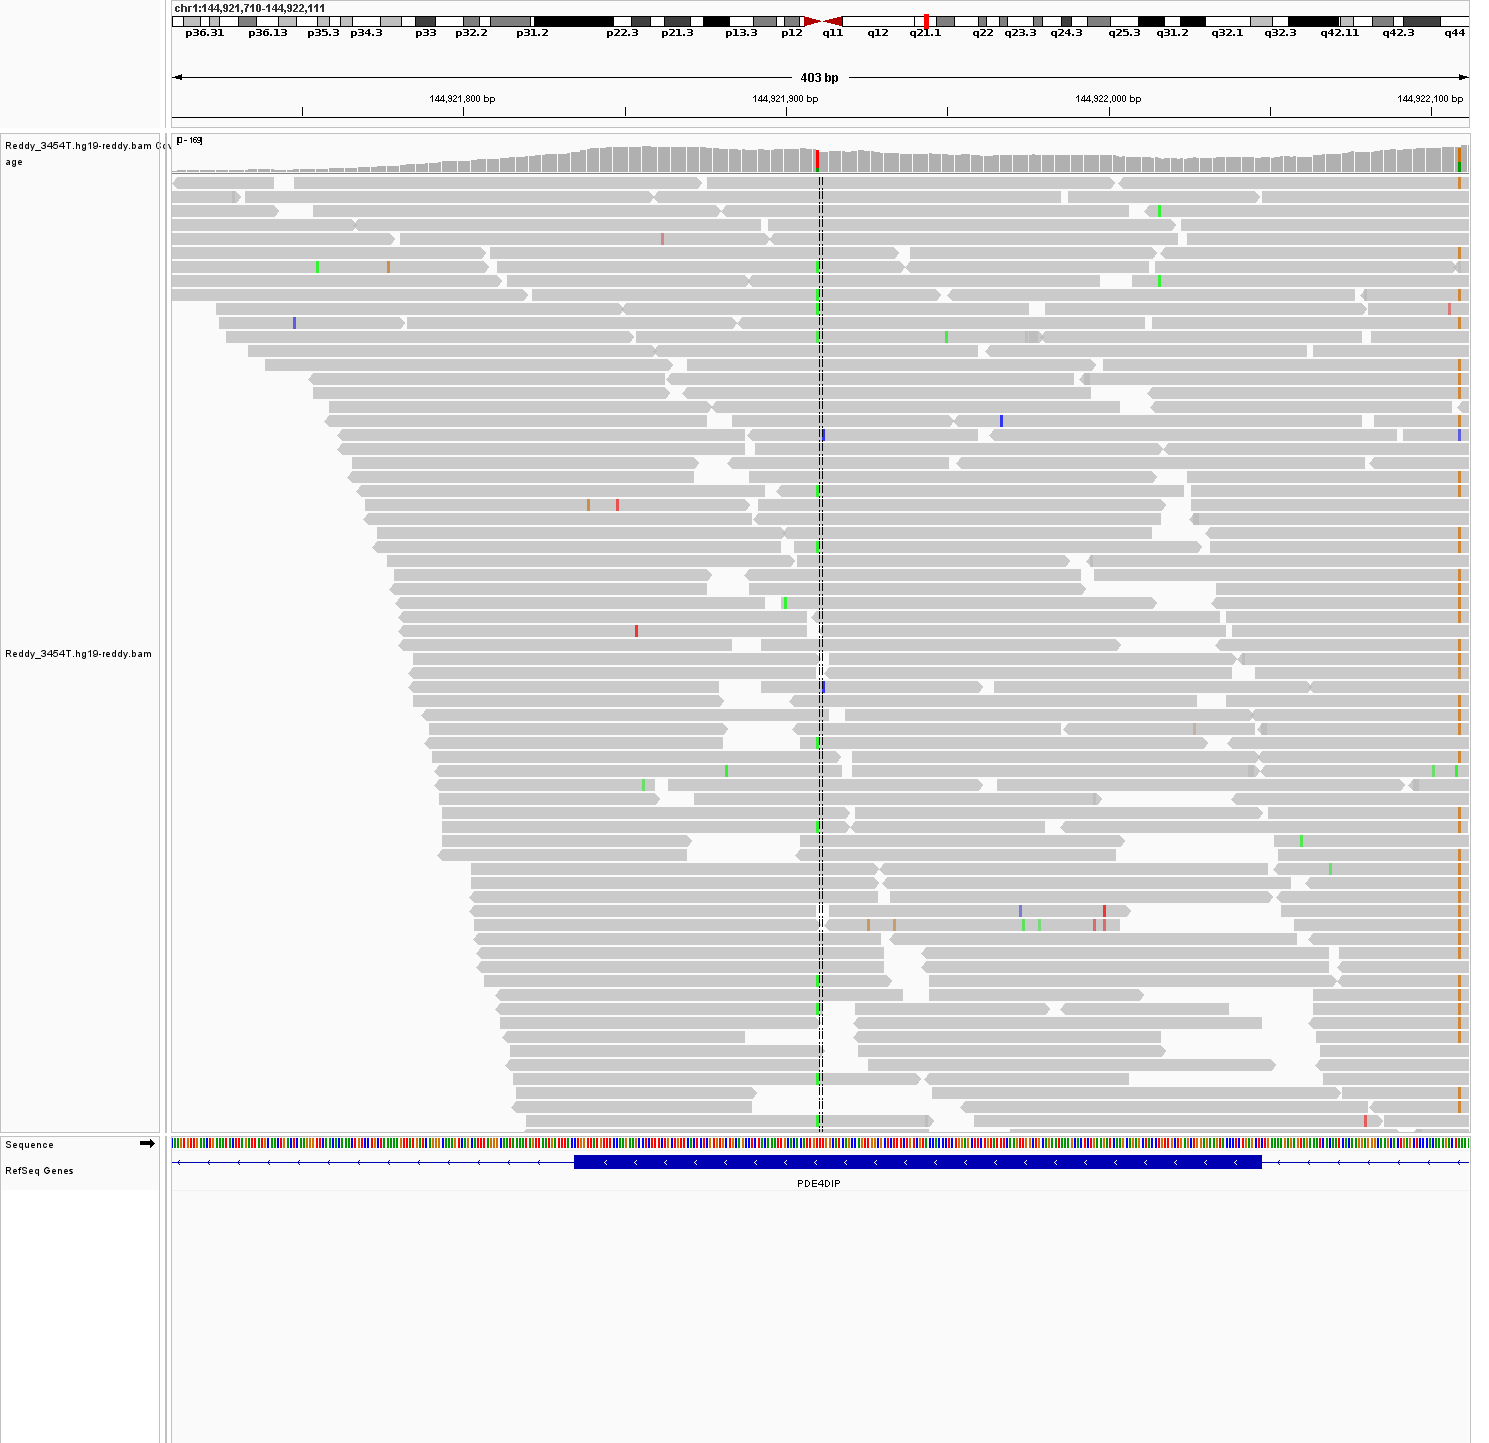 chr1:144,921,710-144,922,111
p36.31 p36.13 p35.3 p34.3 p33 p32.2 p31.2 p22.3 p21.3 p13.3 p12 q11 q12 q21.1 q22 q23.3 q24.3 q25.3 q31.2 q32.1 q32.3 q42.11 q42.3 q44
403 bp
144,921,800 bp 144,921,900 bp 144,922,000 bp 144,922,100 bp
[0 - 169]
Reddy_3454T.hg19-reddy.bam Cov
age
Reddy_3454T.hg19-reddy.bam
Sequence
RefSeq Genes
PDE4DIP